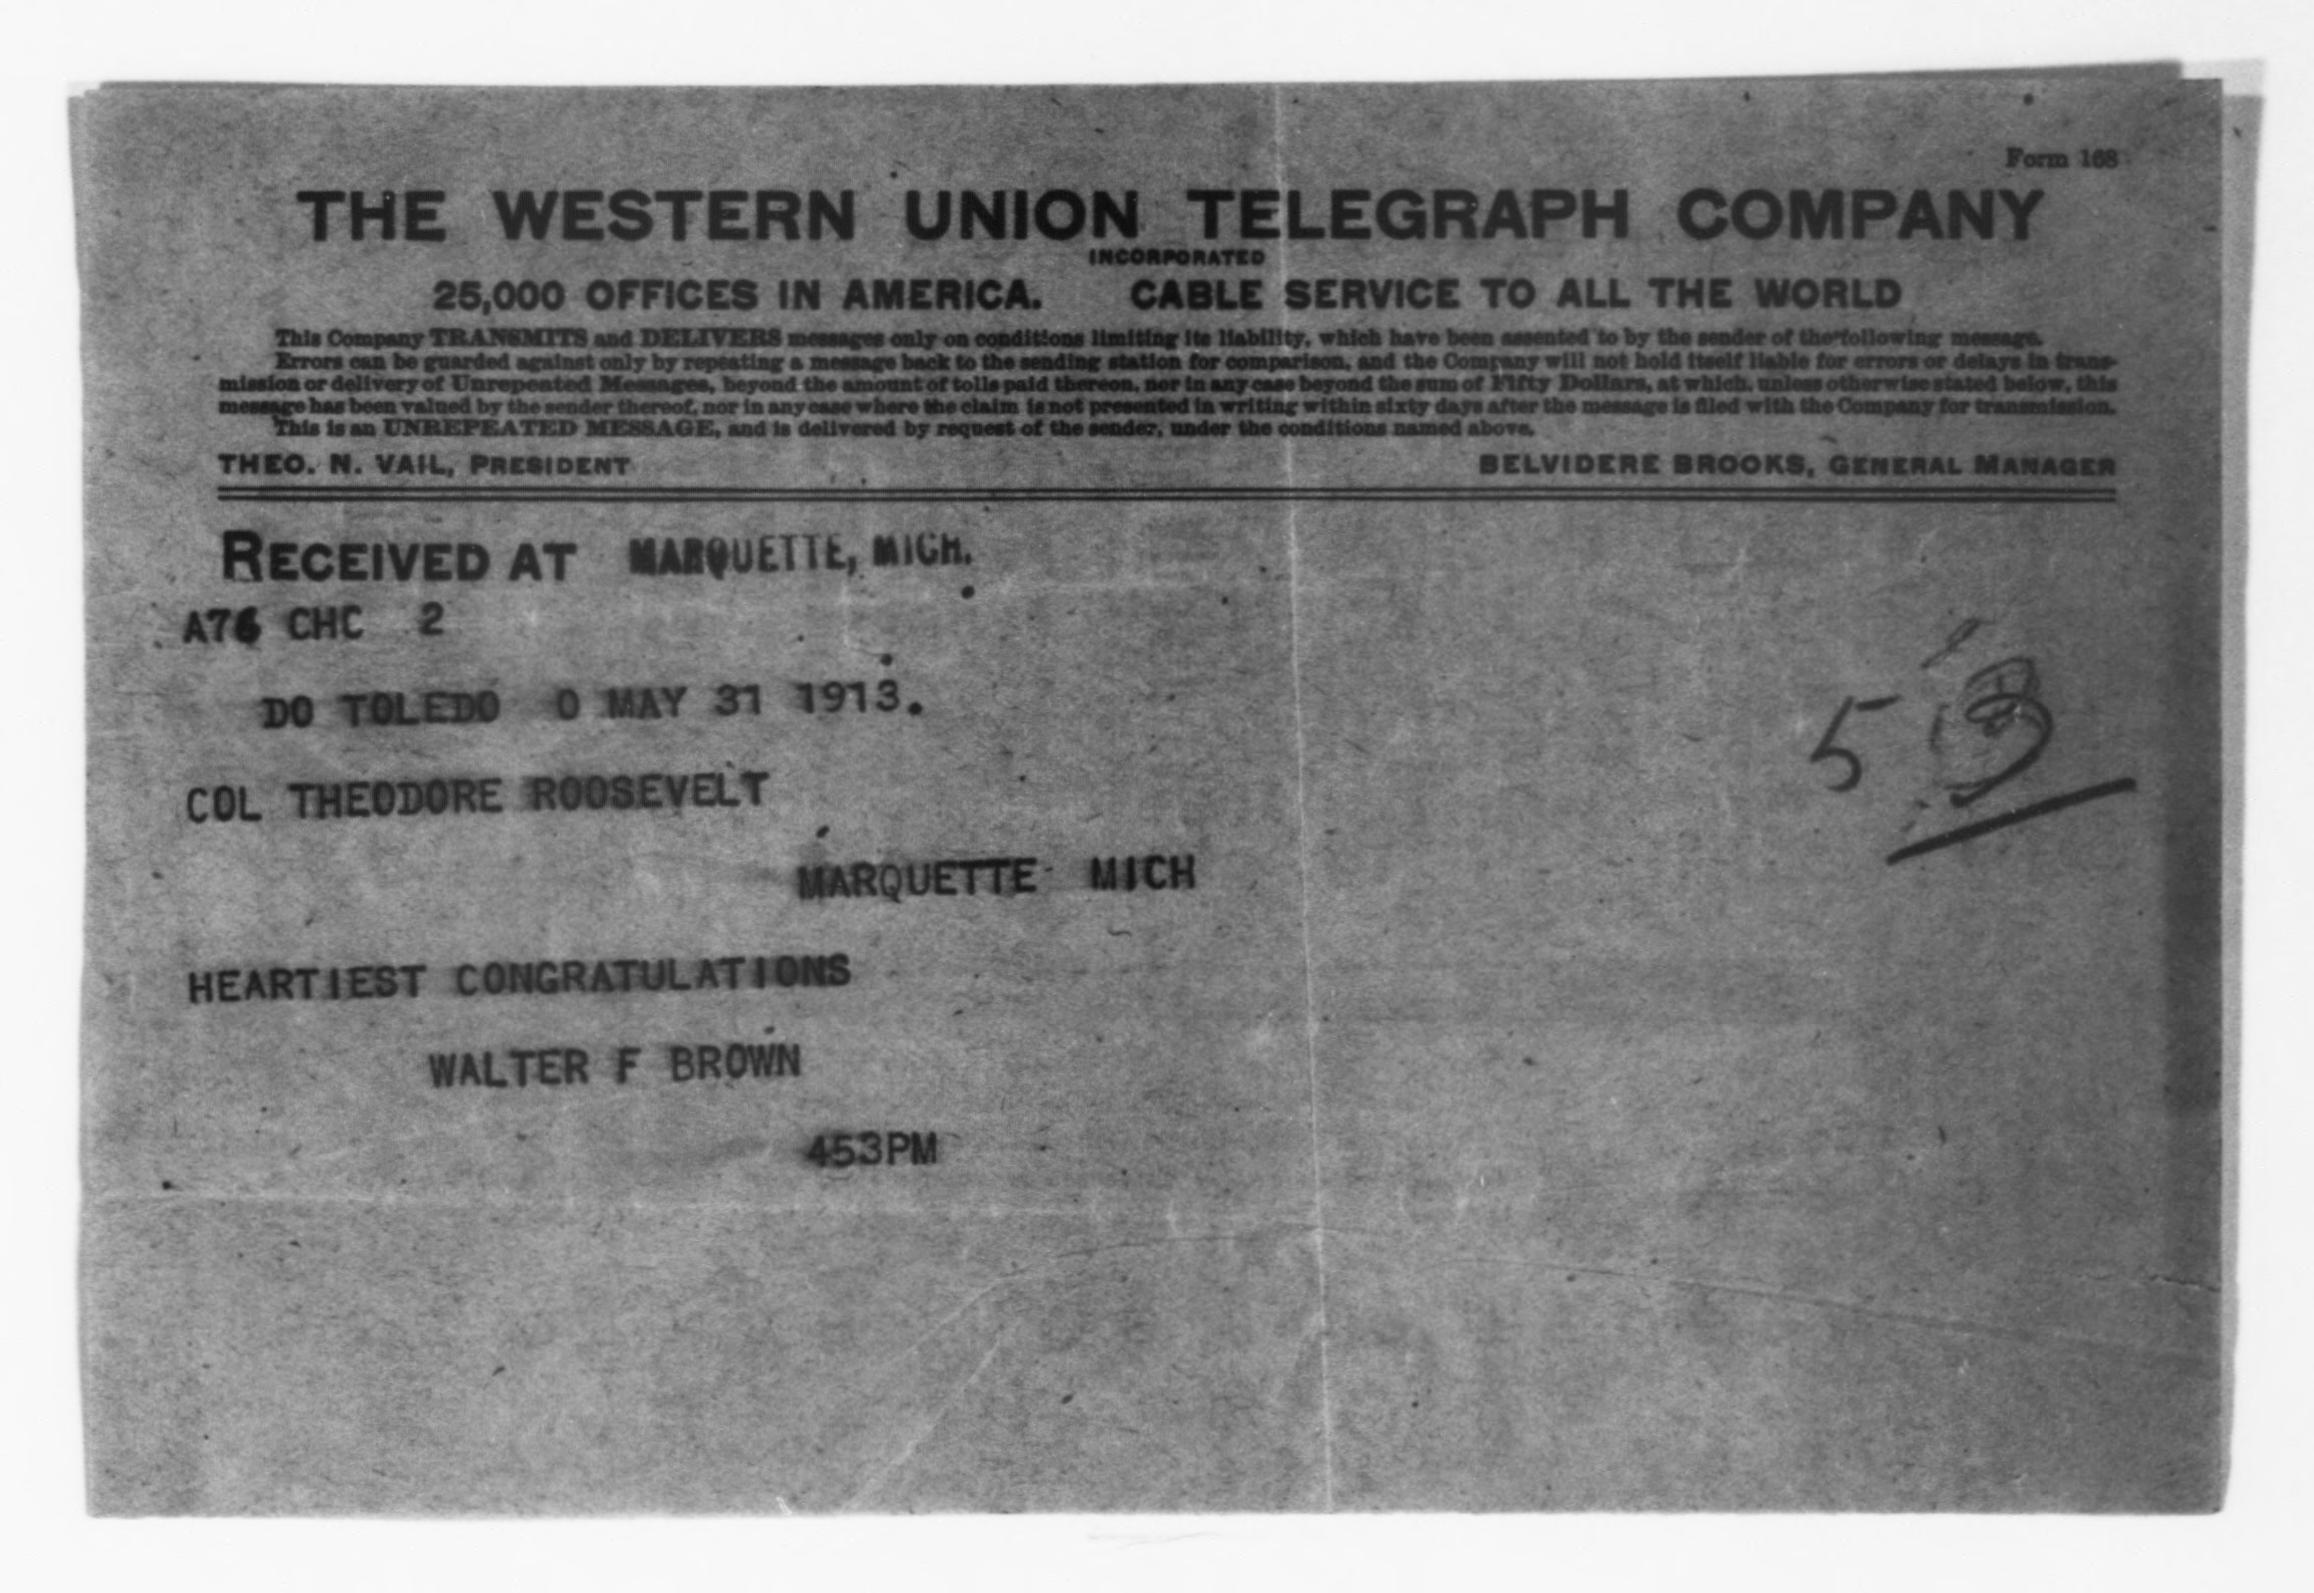 Form 168
THE WESTERN UNION TELEGRAPH COMPANY
INCORPORATED
25,000 OFFICES IN AMERICA. CABLE SERVICE TO ALL THE WORLD
This Company TRANSMITS and DELIVERS messages only on conditions limiting its liability, which have been assented to by the sender of the following message.
Errors can be guarded against only by repeating a message back to the sending station for comparison, and the Company will not hold itself liable for errors or delays in trans-
mission or delivery of Unrepeated Messages, beyond the amount of tolls paid thereon, nor in any case beyond the sum of Fifty Dollars, at which, unless otherwise stated below, this
message has been valued by the sender thereof, nor in any case where the claim is not presented in writing within sixty days after the message is filed with the Company for transmission.
This is an UNREPEATED MESSAGE, and is delivered by request of the sender, under the conditions named above.
THEO. N. VAIL, PRESIDENT BELVIDERE BROOKS, GENERAL MANAGER
RECEIVED AT MARQUETTE, MICH.
A76 CHC 2
DO TOLEDO O MAY 31 1913.
COL THEODORE ROOSEVELT
MARQUETTE MICH
HEARTIEST CONGRATULATIONS
WALTER F BROWN
453PM